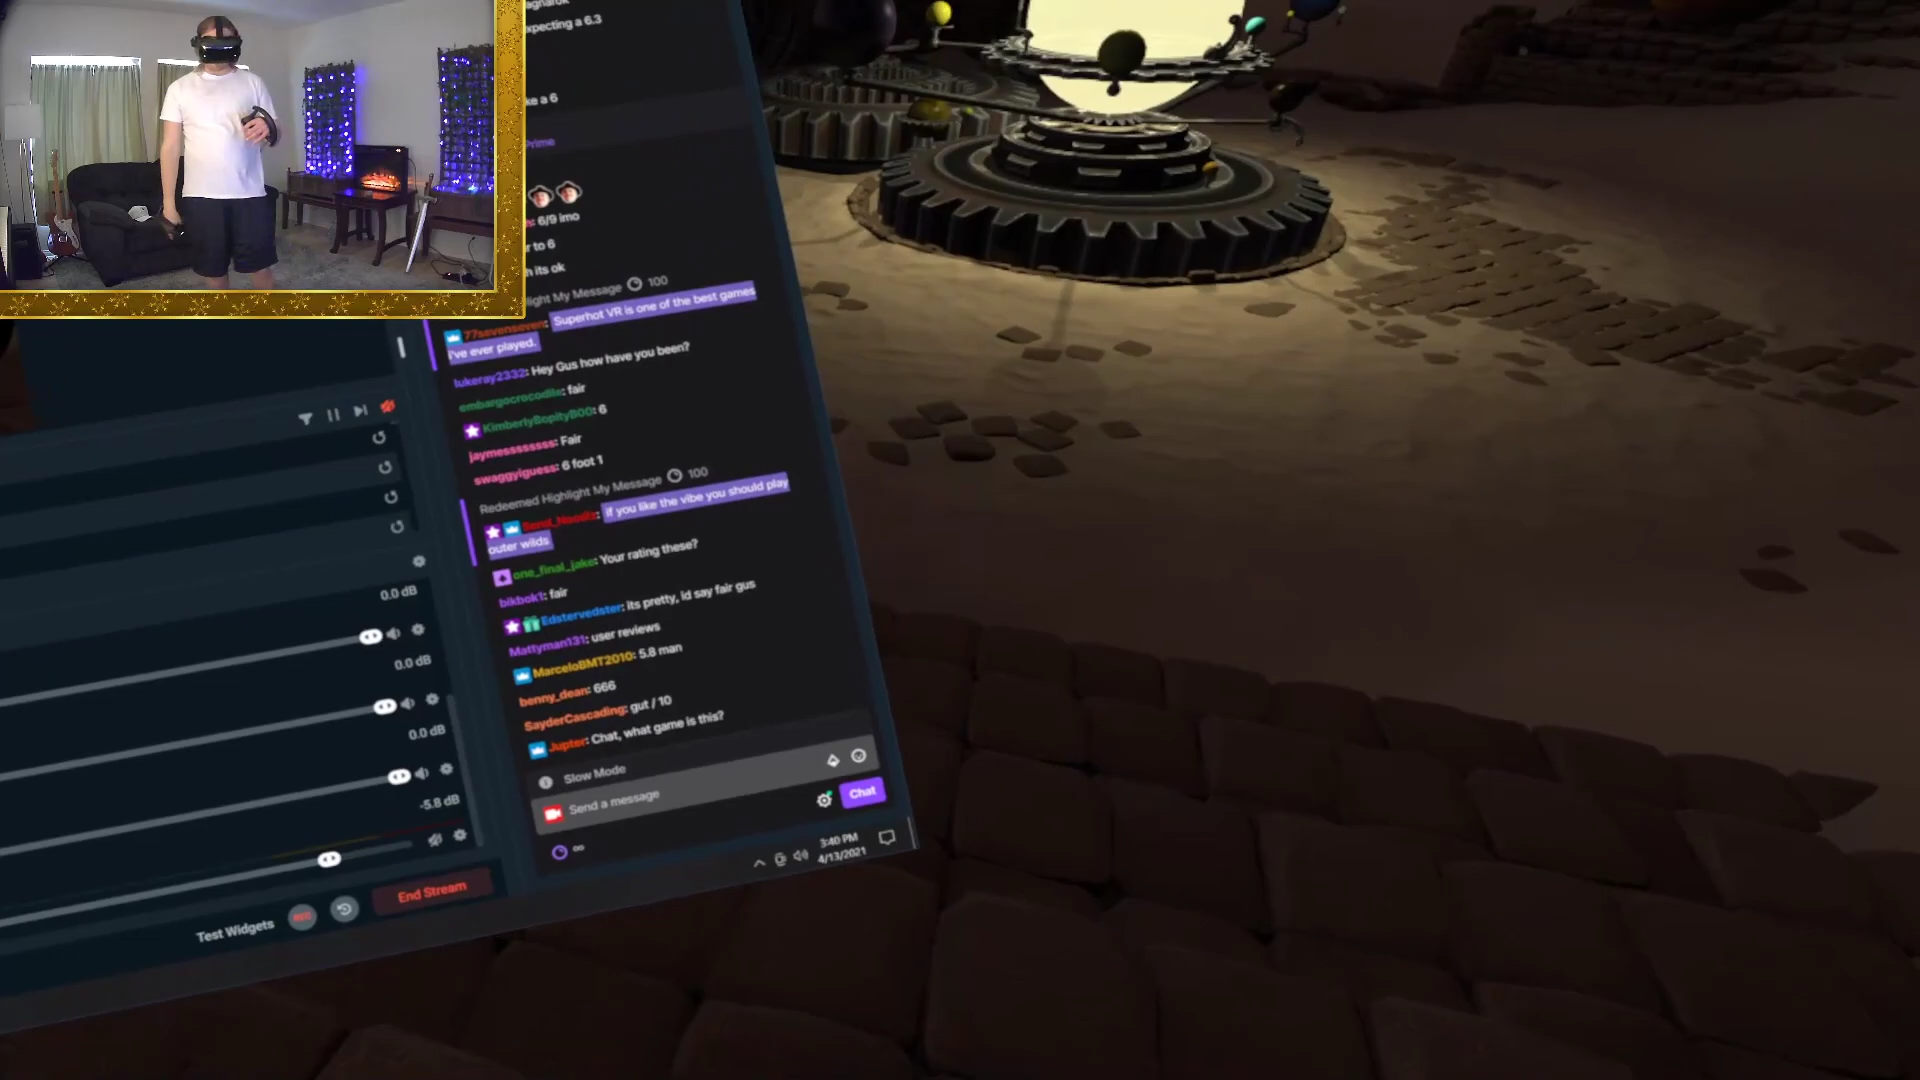 xpecting a 6.3
ke a 6
Prime
: 6/9 imo
r to 6
h its ok
light My Message 100
77sevenseven: Superhot VR is one of the best games
i've ever played.
lukeray2332: Hey Gus how have you been?
embargocrocodile: fair
KimberlyBopityBOO: 6
jaymesssssssss: Fair
swaggyiguess: 6 foot 1
Redeemed Highlight My Message 100
Send_Noodlz: if you like the vibe you should play
outer wilds
one_final_jake: Your rating these?
bikbok1: fair
Edstervedster: its pretty, id say fair gus
Mattyman131: user reviews
MarceloBMT2010: 5.8 man
benny_dean: 666
SayderCascading: gut / 10
Jupter: Chat, what game is this?
Slow Mode
Send a message
Chat
∞
0.0 dB
0.0 dB
0.0 dB
-5.8 dB
Test Widgets
REC
End Stream
3:40 PM
4/13/2021